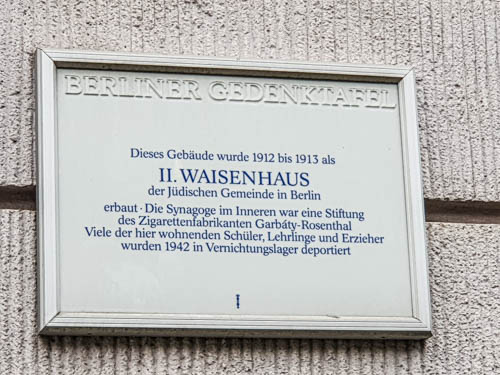 BERLINER GEDENKTAFEL
Dieses Gebäude wurde 1912 bis 1913 als
II. WAISENHAUS
der Jüdischen Gemeinde in Berlin
erbaut · Die Synagoge im Inneren war eine Stiftung
des Zigarettenfabrikanten Garbáty-Rosenthal
Viele der hier wohnenden Schüler, Lehrlinge und Erzieher
wurden 1942 in Vernichtungslager deportiert